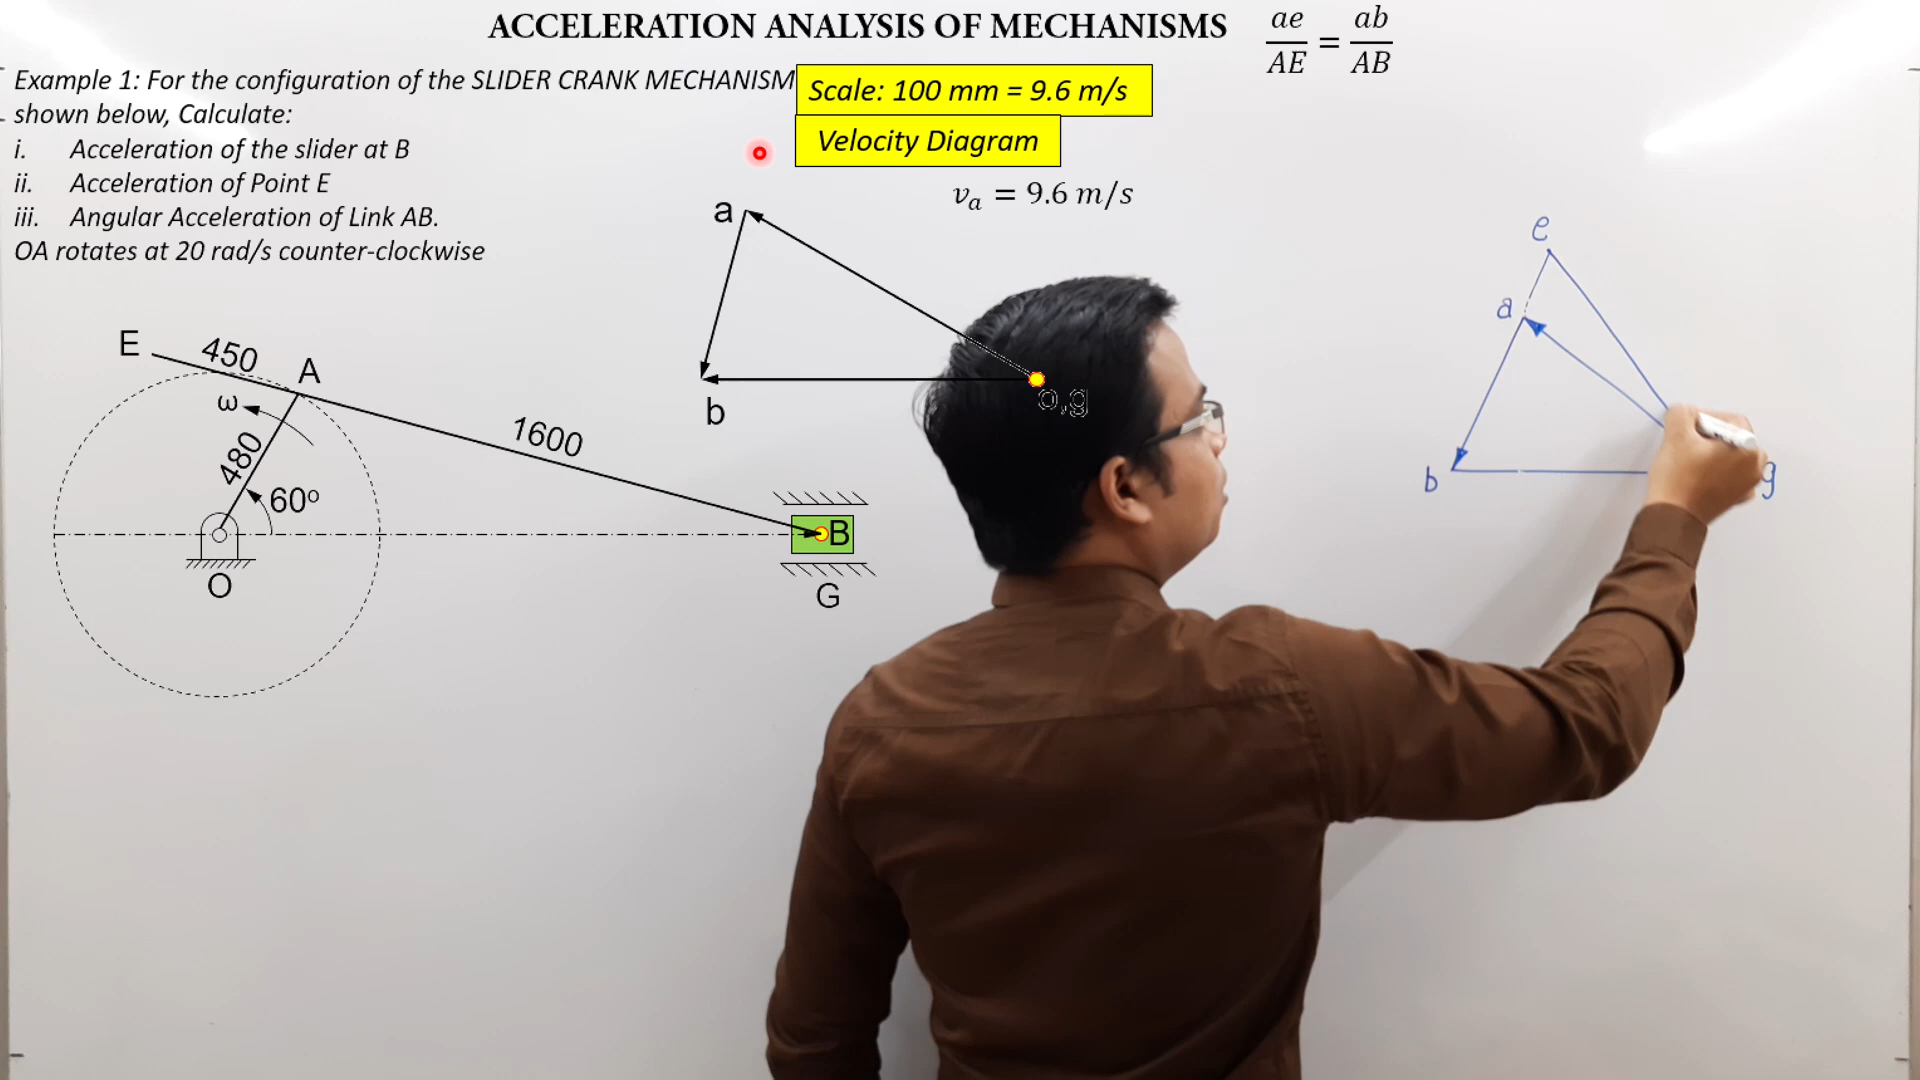 ACCELERATION ANALYSIS OF MECHANISMS
ae/AE = ab/AB
Example 1: For the configuration of the SLIDER CRANK MECHANISM
shown below, Calculate:
i. Acceleration of the slider at B
ii. Acceleration of Point E
iii. Angular Acceleration of Link AB.
OA rotates at 20 rad/s counter-clockwise
Scale: 100 mm = 9.6 m/s
Velocity Diagram
vₐ = 9.6 m/s
a
b
o,g
E
450
A
ω
480
60°
1600
B
O
G
e
a
b
g